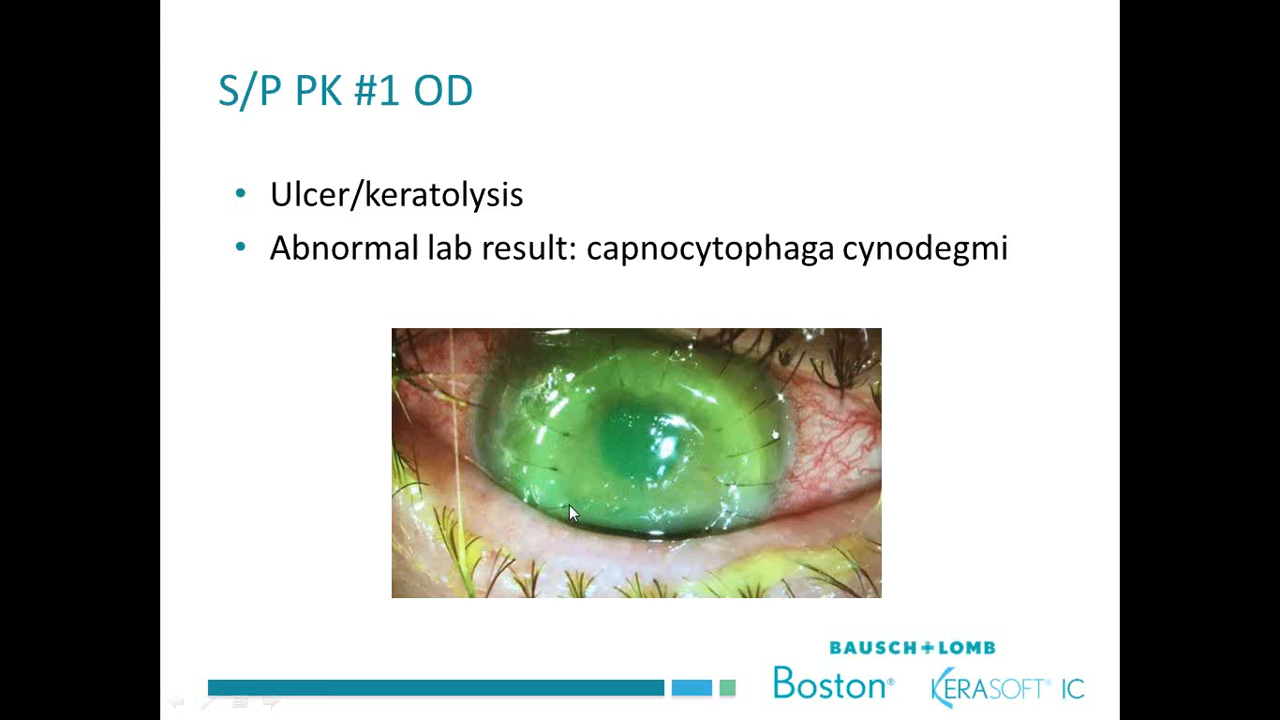 S/P PK #1 OD
• Ulcer/keratolysis
• Abnormal lab result: capnocytophaga cynodegmi
BAUSCH+LOMB
Boston® KERASOFT® IC